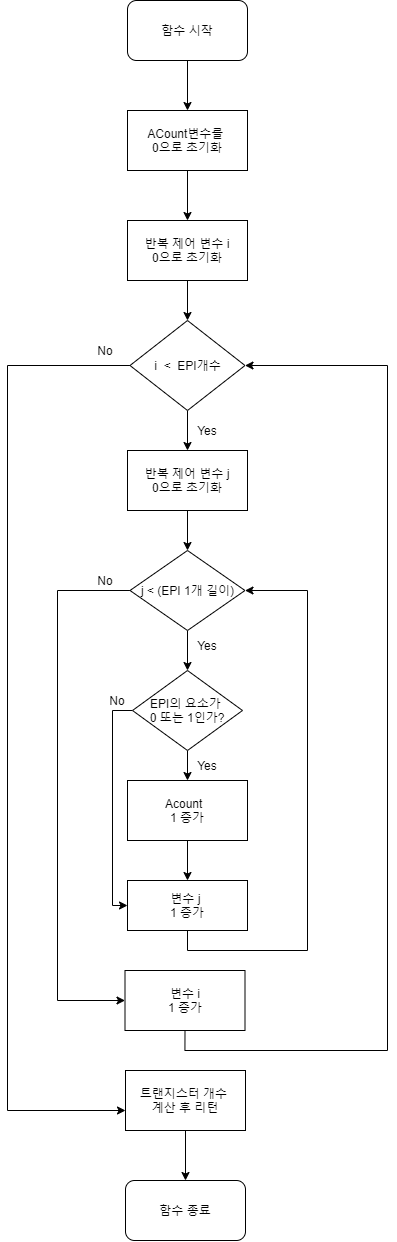 함수 시작
ACount변수를
0으로 초기화
반복 제어 변수 i
0으로 초기화
No
i < EPI개수
Yes
반복 제어 변수 j
0으로 초기화
No
j < (EPI 1개 길이)
Yes
No
EPI의 요소가
0 또는 1인가?
Yes
Acount
1 증가
변수 j
1 증가
변수 i
1 증가
트랜지스터 개수
계산 후 리턴
함수 종료